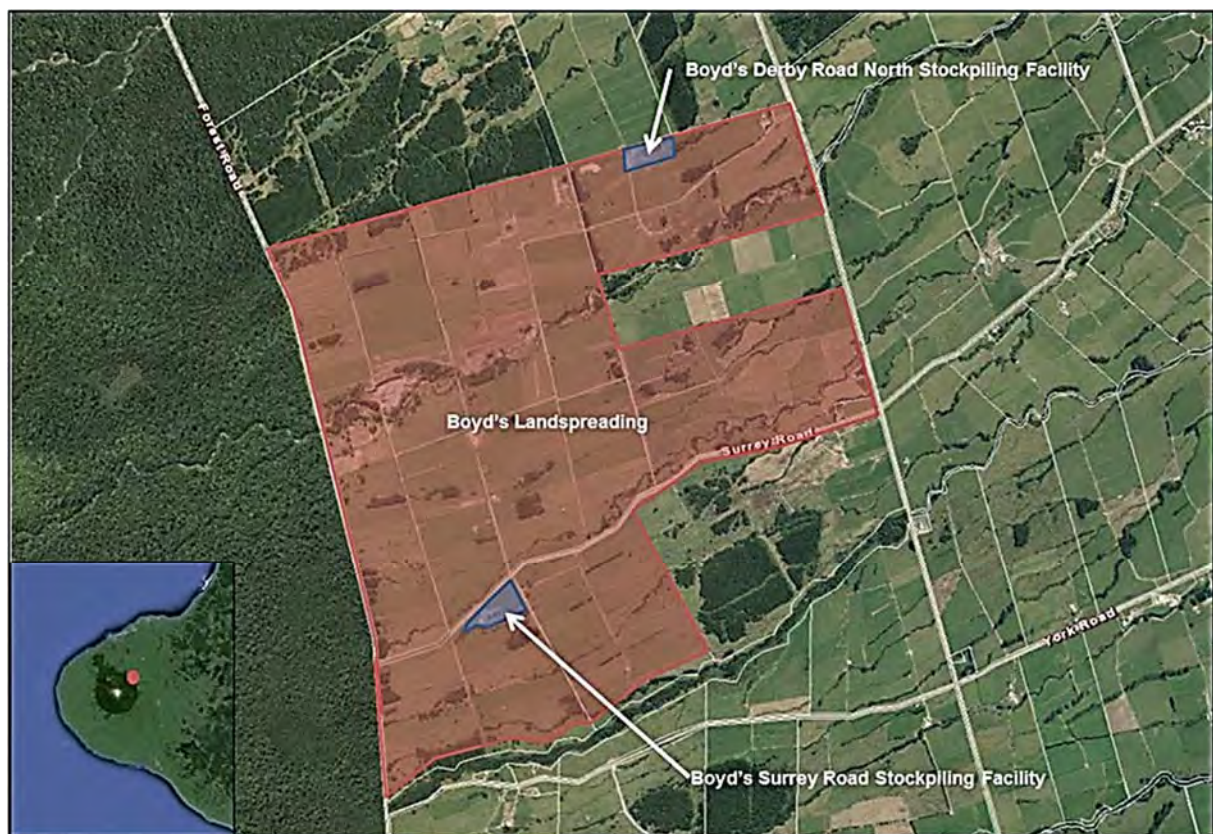 Boyd's Derby Road North Stockpiling Facility
Forest Road
Boyd's Landspreading
Surrey Road
York Road
Boyd's Surrey Road Stockpiling Facility